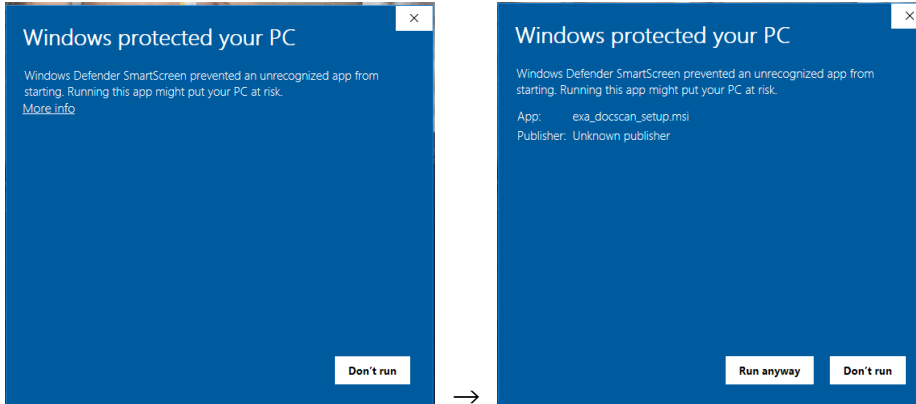 Windows protected your PC
Windows Defender SmartScreen prevented an unrecognized app from
starting. Running this app might put your PC at risk.
More info
Don't run
→
Windows protected your PC
Windows Defender SmartScreen prevented an unrecognized app from
starting. Running this app might put your PC at risk.
App: exa_docscan_setup.msi
Publisher: Unknown publisher
Run anyway Don't run